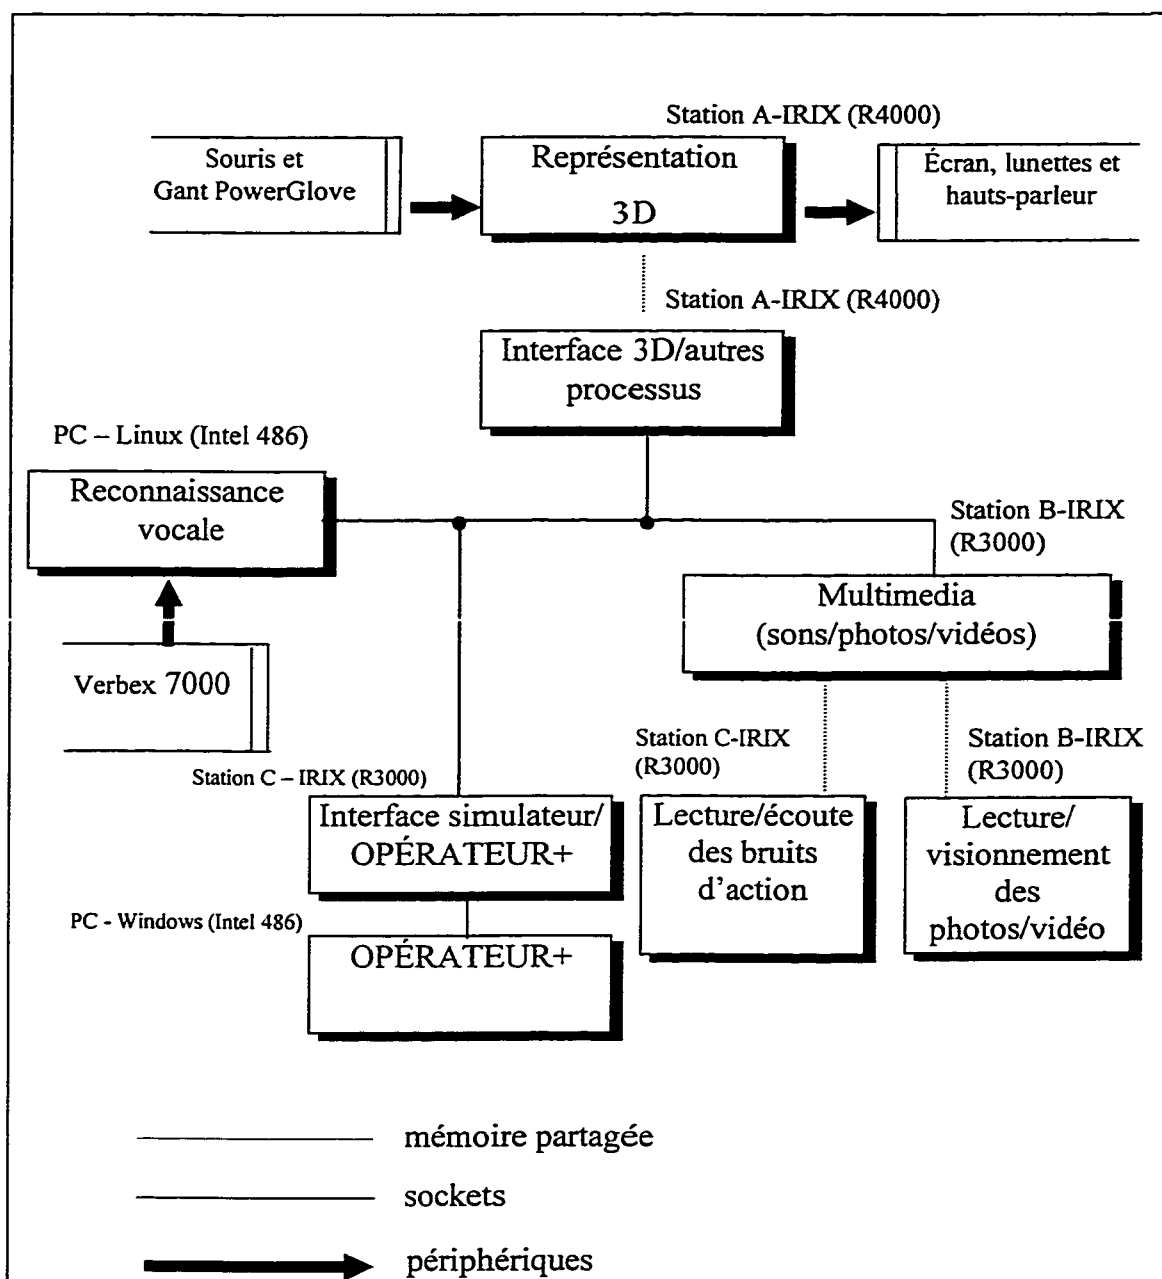 Station A-IRIX (R4000)
Souris et
Gant PowerGlove
Représentation
3D
Écran, lunettes et
hauts-parleur
Station A-IRIX (R4000)
Interface 3D/autres
processus
PC – Linux (Intel 486)
Reconnaissance
vocale
Station B-IRIX
(R3000)
Multimedia
(sons/photos/vidéos)
Verbex 7000
Station C-IRIX
(R3000)
Station B-IRIX
(R3000)
Station C – IRIX (R3000)
Interface simulateur/
OPÉRATEUR+
Lecture/écoute
des bruits
d'action
Lecture/
visionnement
des
photos/vidéo
PC - Windows (Intel 486)
OPÉRATEUR+
mémoire partagée
sockets
périphériques